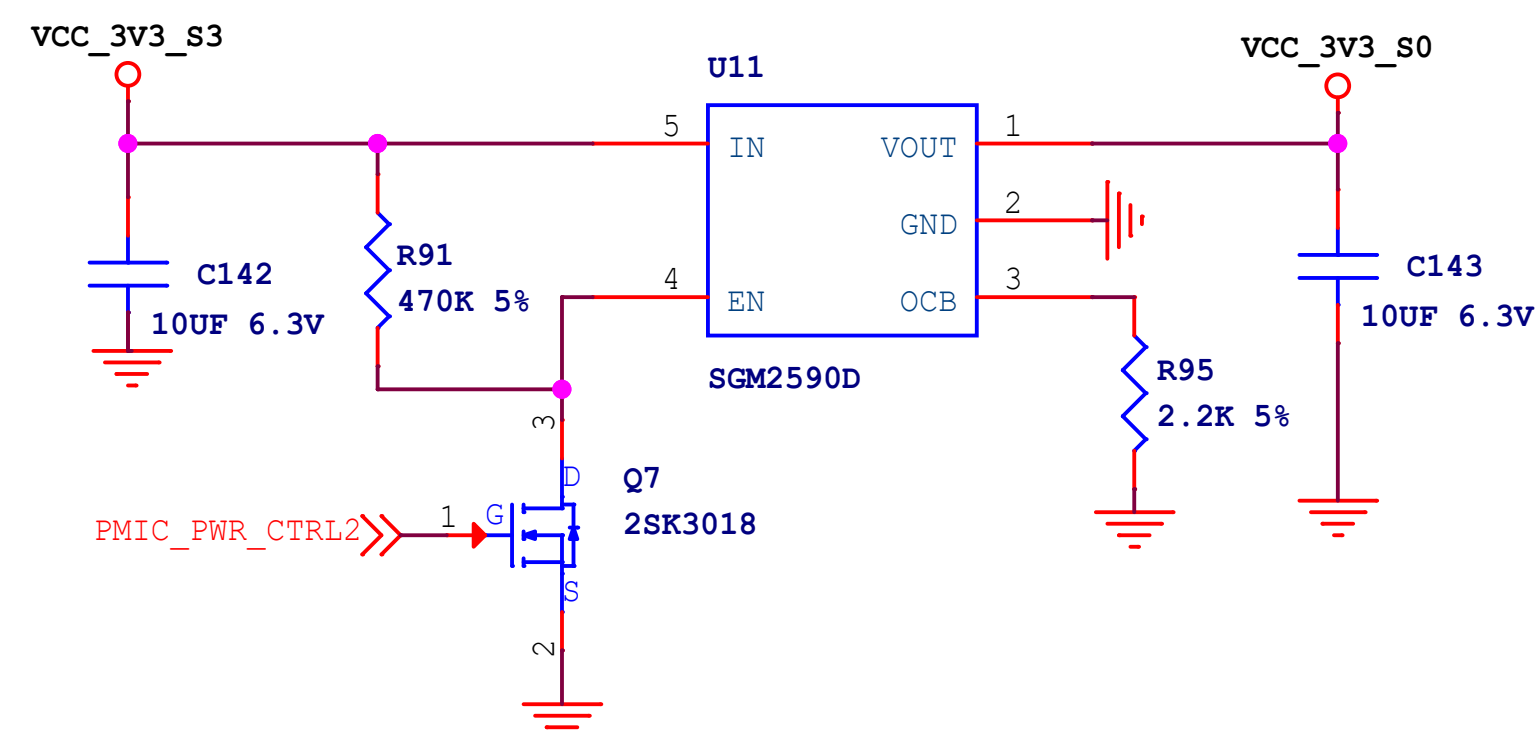 VCC_3V3_S3
VCC_3V3_S0
U11
5
IN
VOUT
1
GND
2
4
EN
OCB
3
SGM2590D
C142
10UF 6.3V
R91
470K 5%
C143
10UF 6.3V
R95
2.2K 5%
3
D
Q7
2SK3018
PMIC_PWR_CTRL2
1
G
S
2